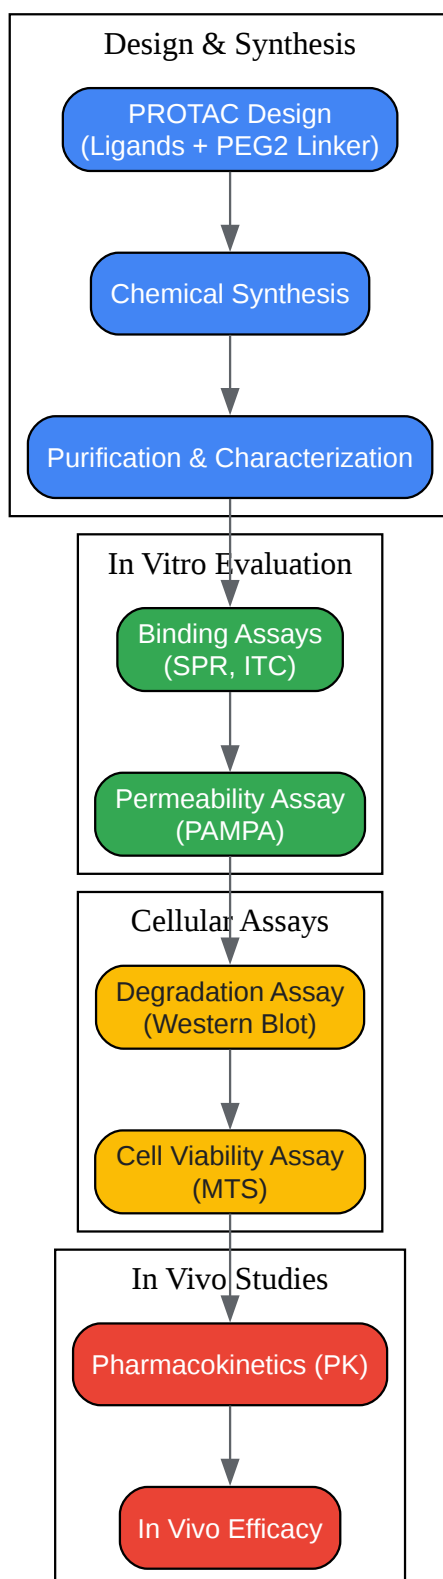 Design & Synthesis
PROTAC Design
(Ligands + PEG2 Linker)
Chemical Synthesis
Purification & Characterization
In Vitro Evaluation
Binding Assays
(SPR, ITC)
Permeability Assay
(PAMPA)
Cellular Assays
Degradation Assay
(Western Blot)
Cell Viability Assay
(MTS)
In Vivo Studies
Pharmacokinetics (PK)
In Vivo Efficacy